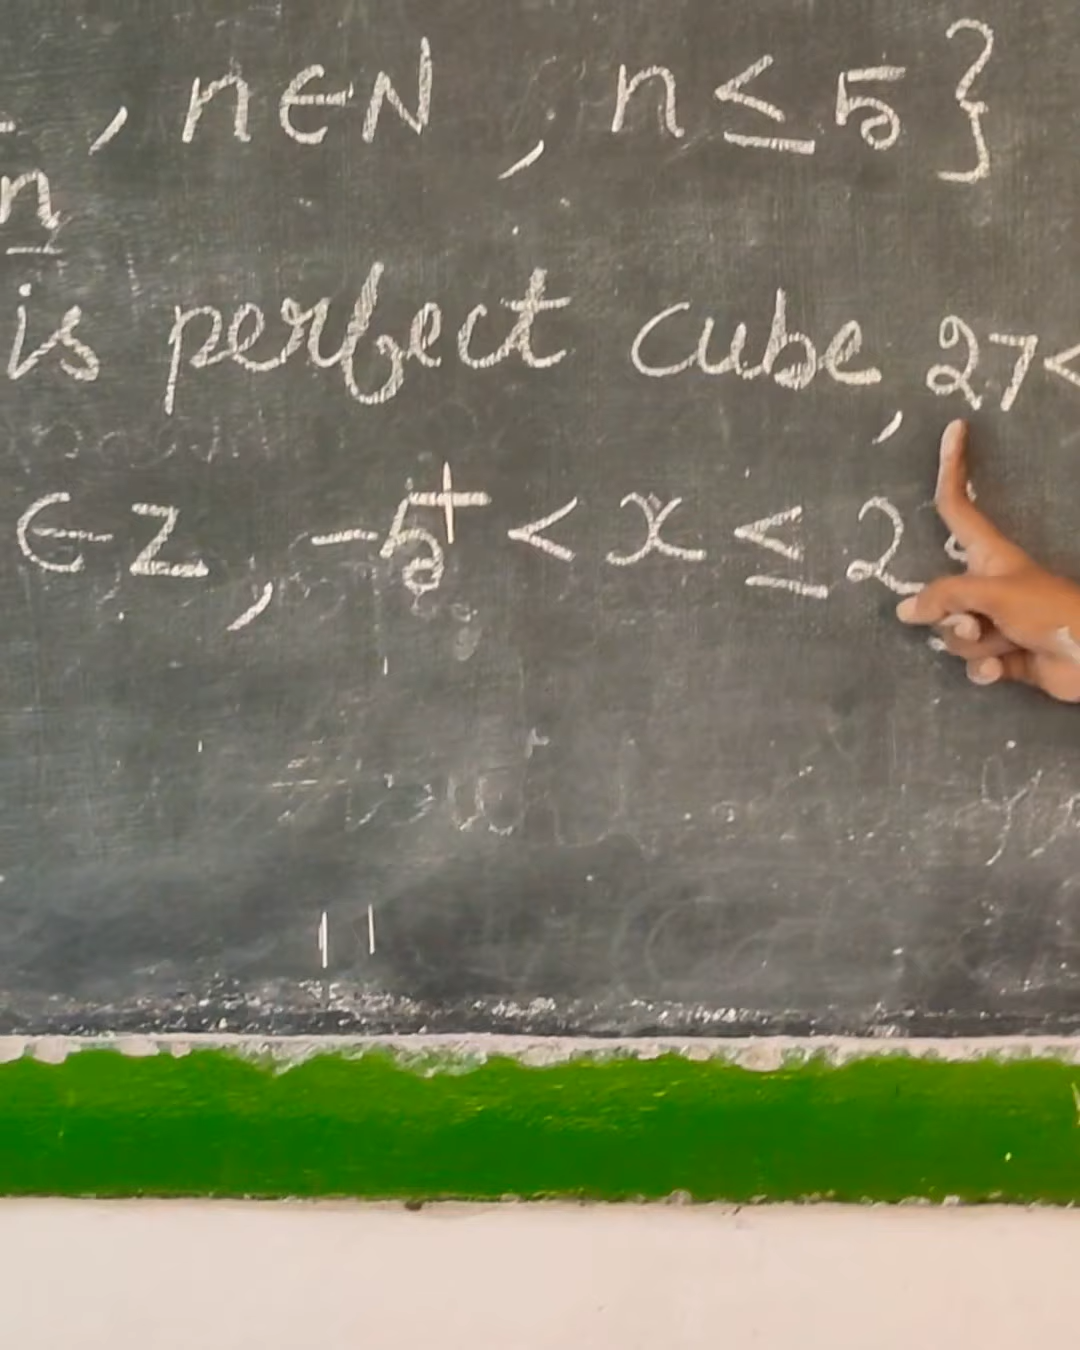 , n∈N , n ≤ 5 }
n
is perfect cube, 27 <
∈ Z, -5 < x ≤ 2